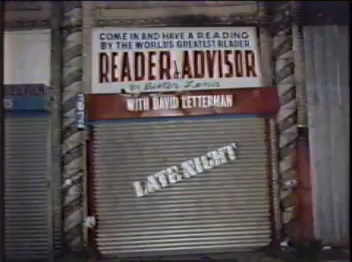 COME IN AND HAVE A READING
BY THE WORLDS GREATEST READER
READER & ADVISOR
WITH DAVID LETTERMAN
LATE NIGHT